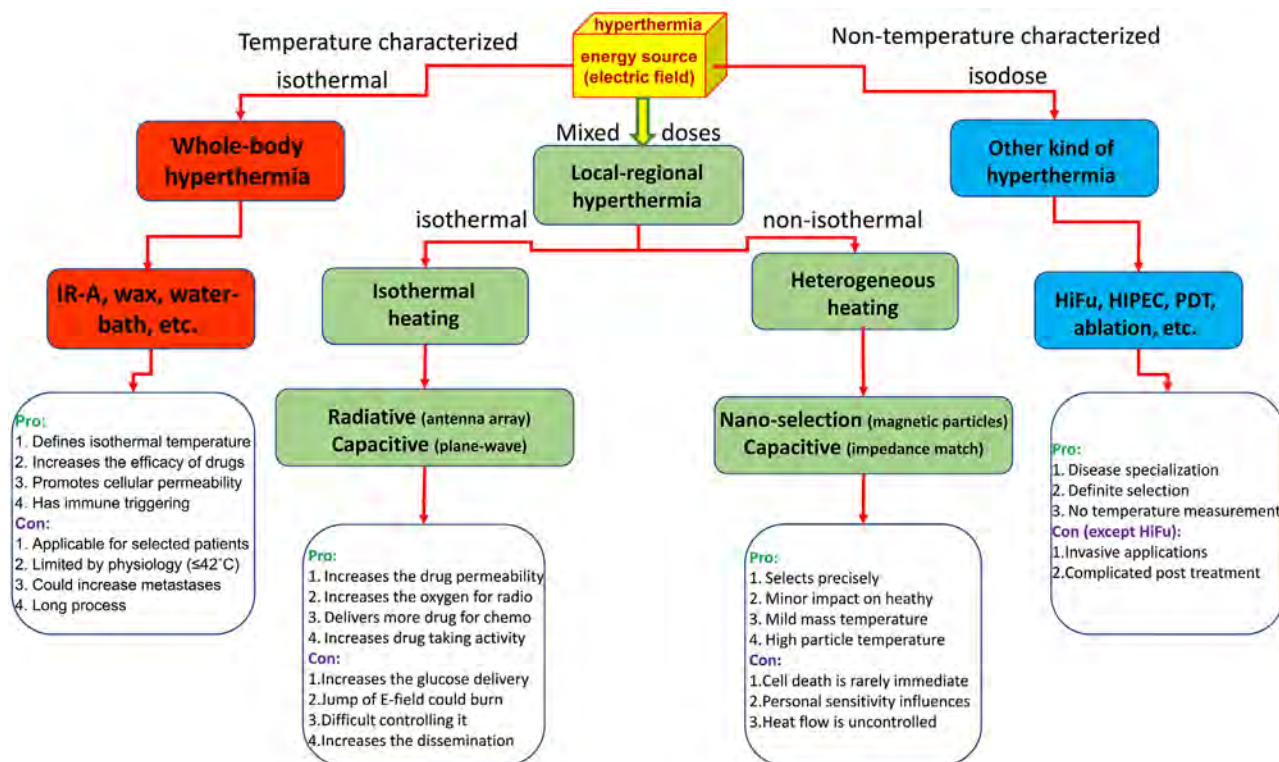 hyperthermia
energy source
(electric field)
Temperature characterized
isothermal
Non-temperature characterized
isodose
Mixed doses
Whole-body
hyperthermia
Local-regional
hyperthermia
Other kind of
hyperthermia
isothermal
non-isothermal
IR-A, wax, water-
bath, etc.
Isothermal
heating
Heterogeneous
heating
HiFu, HIPEC, PDT,
ablation, etc.
Radiative (antenna array)
Capacitive (plane-wave)
Nano-selection (magnetic particles)
Capacitive (impedance match)
Pro:
1. Defines isothermal temperature
2. Increases the efficacy of drugs
3. Promotes cellular permeability
4. Has immune triggering
Con:
1. Applicable for selected patients
2. Limited by physiology (≤42˚C)
3. Could increase metastases
4. Long process
Pro:
1. Increases the drug permeability
2. Increases the oxygen for radio
3. Delivers more drug for chemo
4. Increases drug taking activity
Con:
1.Increases the glucose delivery
2.Jump of E-field could burn
3.Difficult controlling it
4.Increases the dissemination
Pro:
1. Selects precisely
2. Minor impact on heathy
3. Mild mass temperature
4. High particle temperature
Con:
1.Cell death is rarely immediate
2.Personal sensitivity influences
3.Heat flow is uncontrolled
Pro:
1. Disease specialization
2. Definite selection
3. No temperature measurement
Con (except HiFu):
1.Invasive applications
2.Complicated post treatment